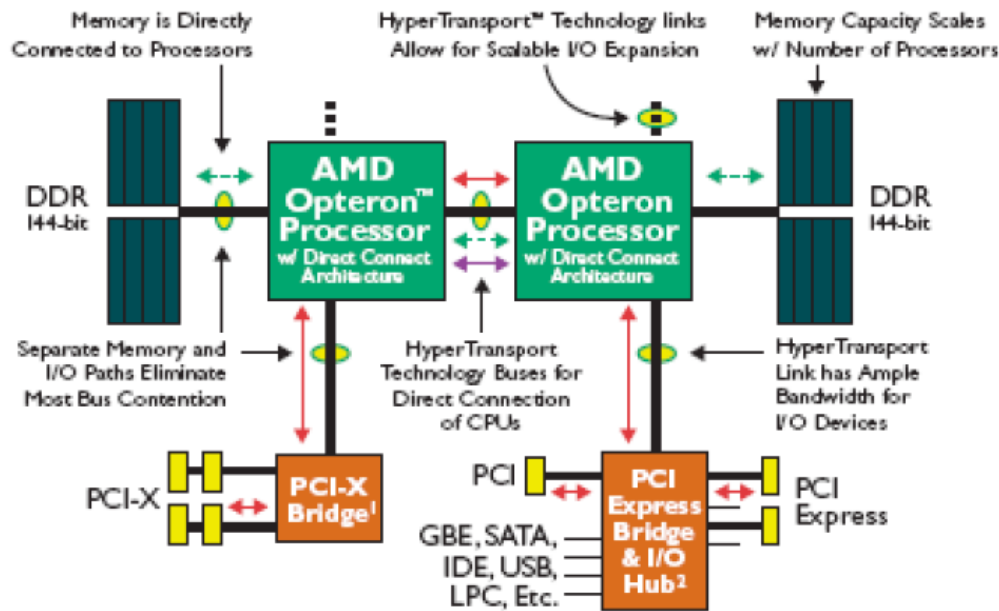 Memory is Directly
Connected to Processors
HyperTransport™ Technology links
Allow for Scalable I/O Expansion
Memory Capacity Scales
w/ Number of Processors
DDR
144-bit
AMD
Opteron™
Processor
w/ Direct Connect
Architecture
AMD
Opteron
Processor
w/ Direct Connect
Architecture
DDR
144-bit
Separate Memory and
I/O Paths Eliminate
Most Bus Contention
HyperTransport
Technology Buses for
Direct Connection
of CPUs
HyperTransport
Link has Ample
Bandwidth for
I/O Devices
PCI-X
PCI-X
Bridge¹
PCI
PCI
Express
Bridge
& I/O
Hub²
PCI
Express
GBE, SATA,
IDE, USB,
LPC, Etc.